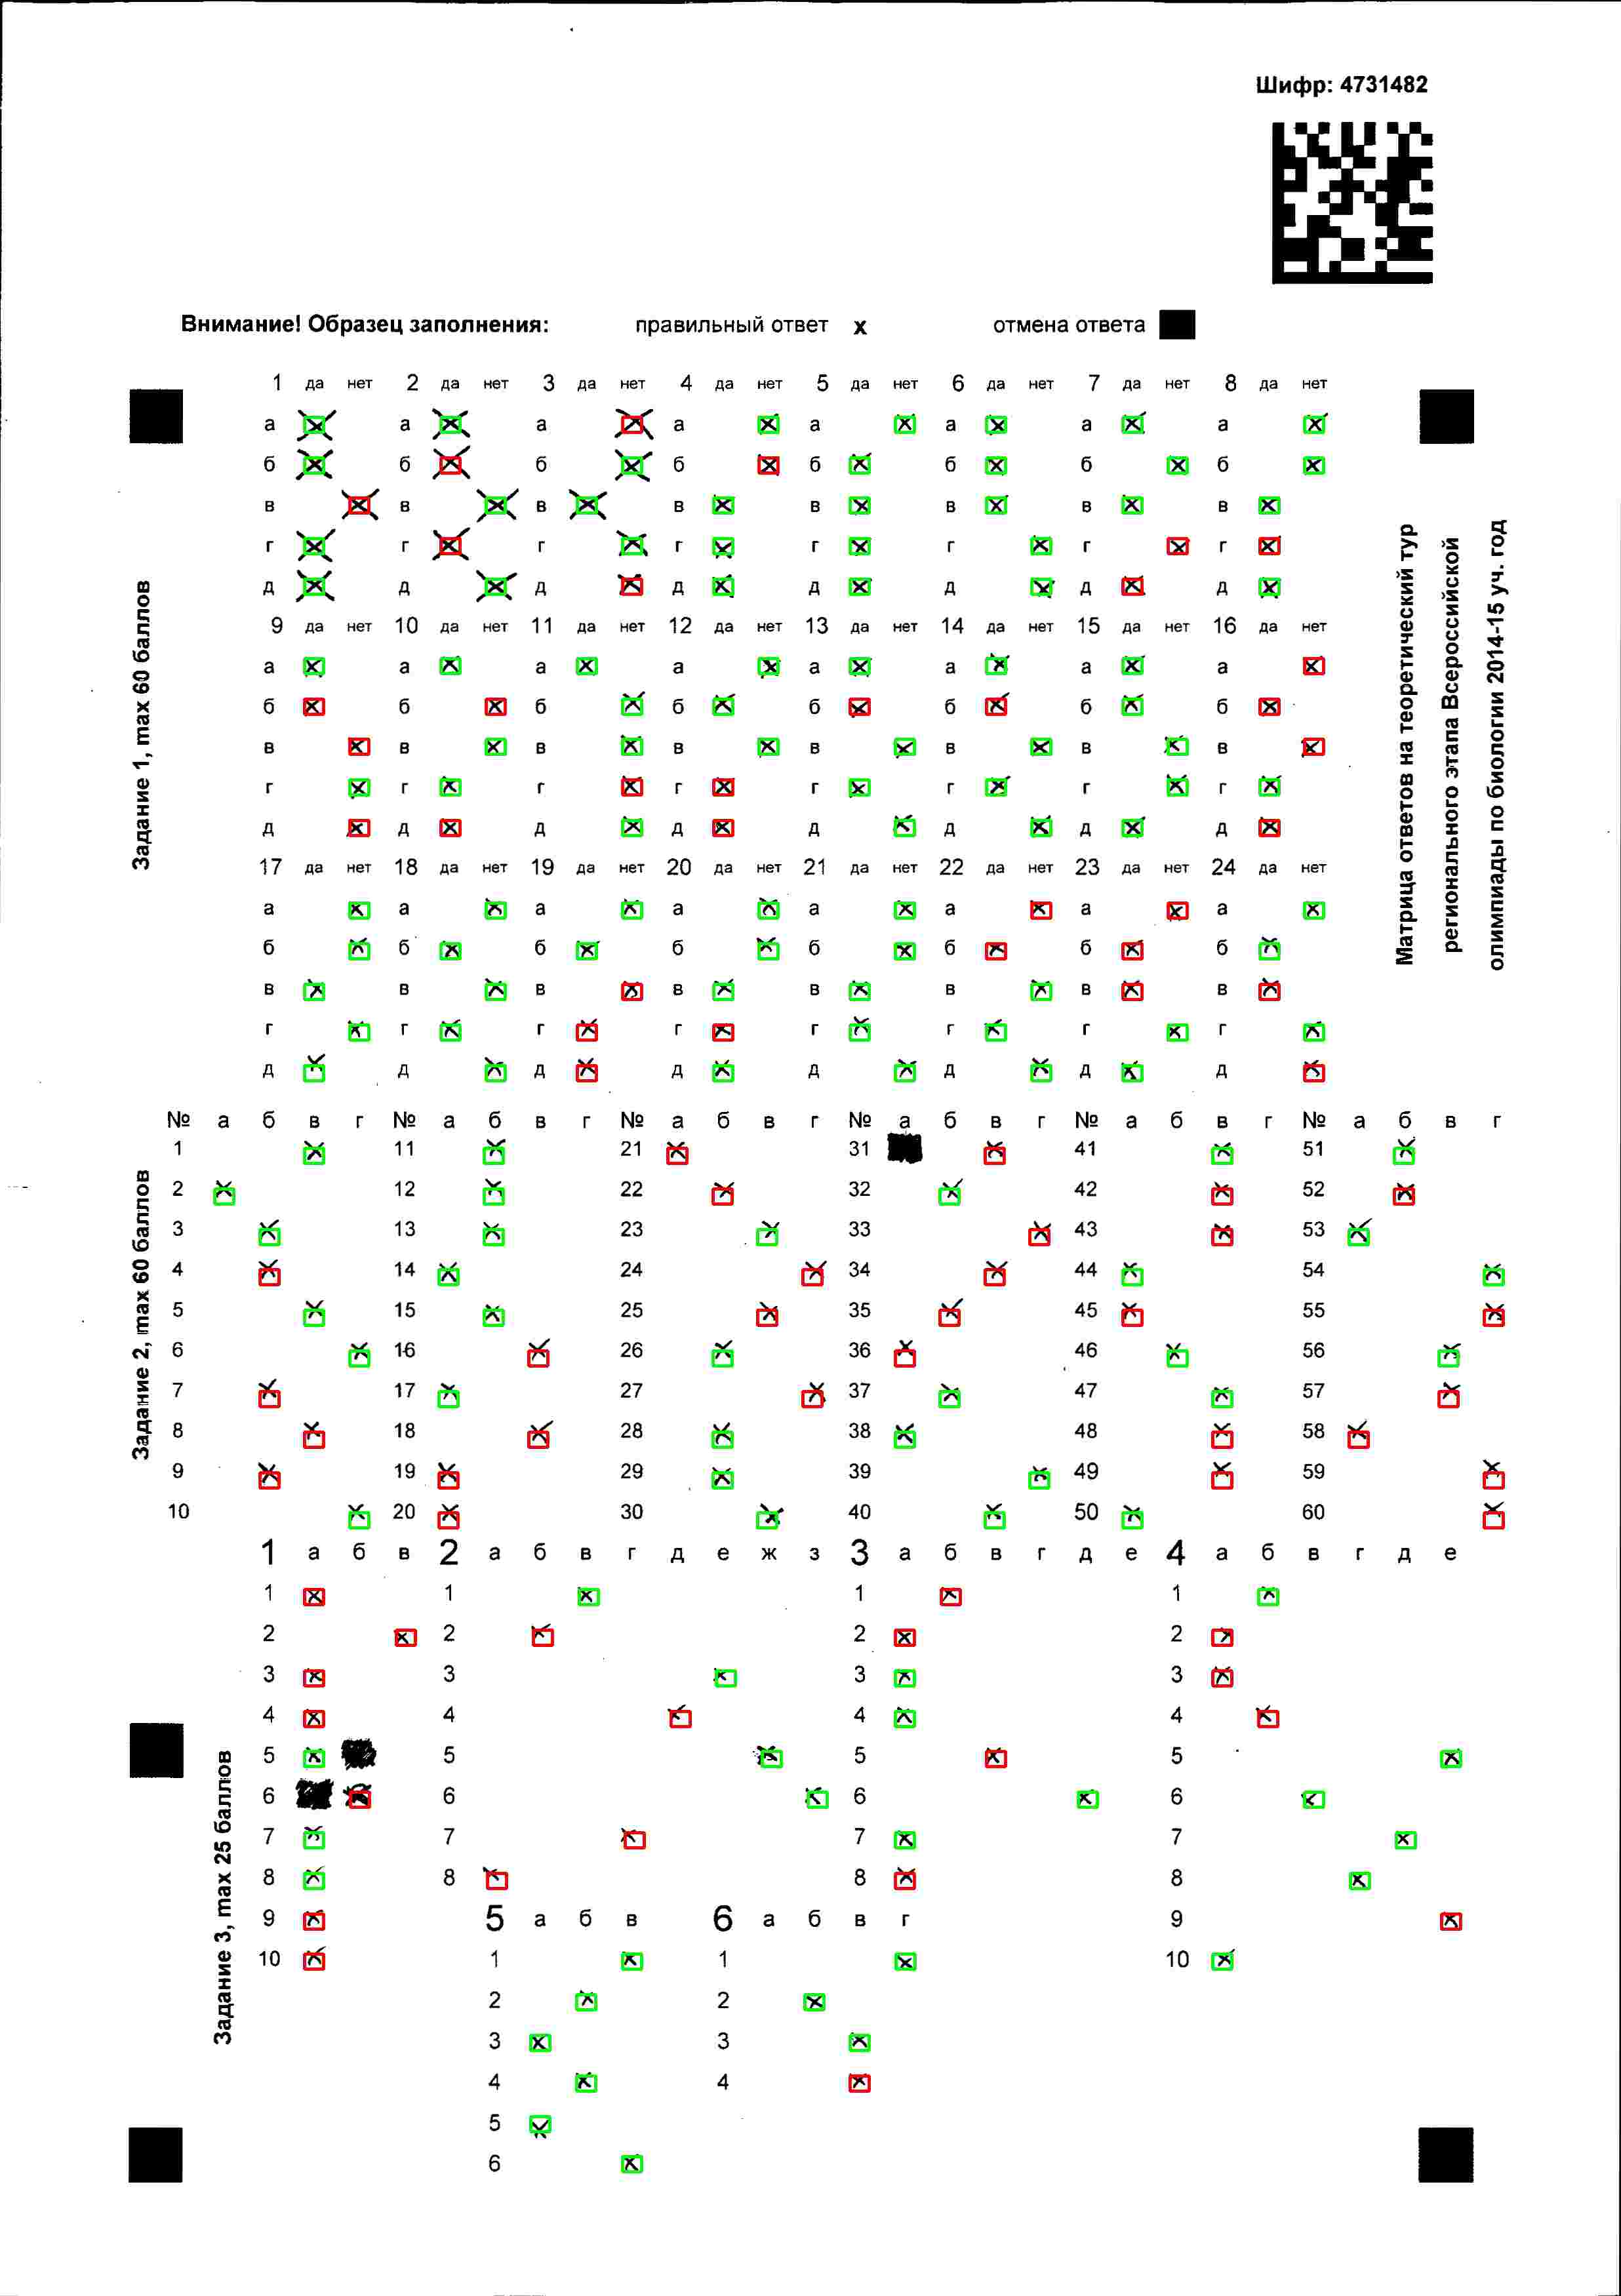 Шифр: 4731482
Внимание! Образец заполнения: правильный ответ x отмена ответа
Матрица ответов на теоретический тур
регионального этапа Всероссийской
олимпиады по биологии 2014-15 уч. год
Задание 1, max 60 баллов
1 да нет 2 да нет 3 да нет 4 да нет 5 да нет 6 да нет 7 да нет 8 да нет
а а а а а а а а
б б б б б б б б
в в в в в в в в
г г г г г г г г
д д д д д д д д
9 да нет 10 да нет 11 да нет 12 да нет 13 да нет 14 да нет 15 да нет 16 да нет
а а а а а а а а
б б б б б б б б
в в в в в в в в
г г г г г г г г
д д д д д д д д
17 да нет 18 да нет 19 да нет 20 да нет 21 да нет 22 да нет 23 да нет 24 да нет
а а а а а а а а
б б б б б б б б
в в в в в в в в
г г г г г г г г
д д д д д д д д
Задание 2, max 60 баллов
№ а б в г № а б в г № а б в г № а б в г № а б в г № а б в г
1 11 21 31 41 51
2 12 22 32 42 52
3 13 23 33 43 53
4 14 24 34 44 54
5 15 25 35 45 55
6 16 26 36 46 56
7 17 27 37 47 57
8 18 28 38 48 58
9 19 29 39 49 59
10 20 30 40 50 60
Задание 3, max 25 баллов
1 а б в 2 а б в г д е ж з 3 а б в г д е 4 а б в г д е
1 1 1 1
2 2 2 2
3 3 3 3
4 4 4 4
5 5 5 5
6 6 6 6
7 7 7 7
8 8 8 8
9 5 а б в 6 а б в г 9
10 1 1 10
2 2
3 3
4 4
5
6